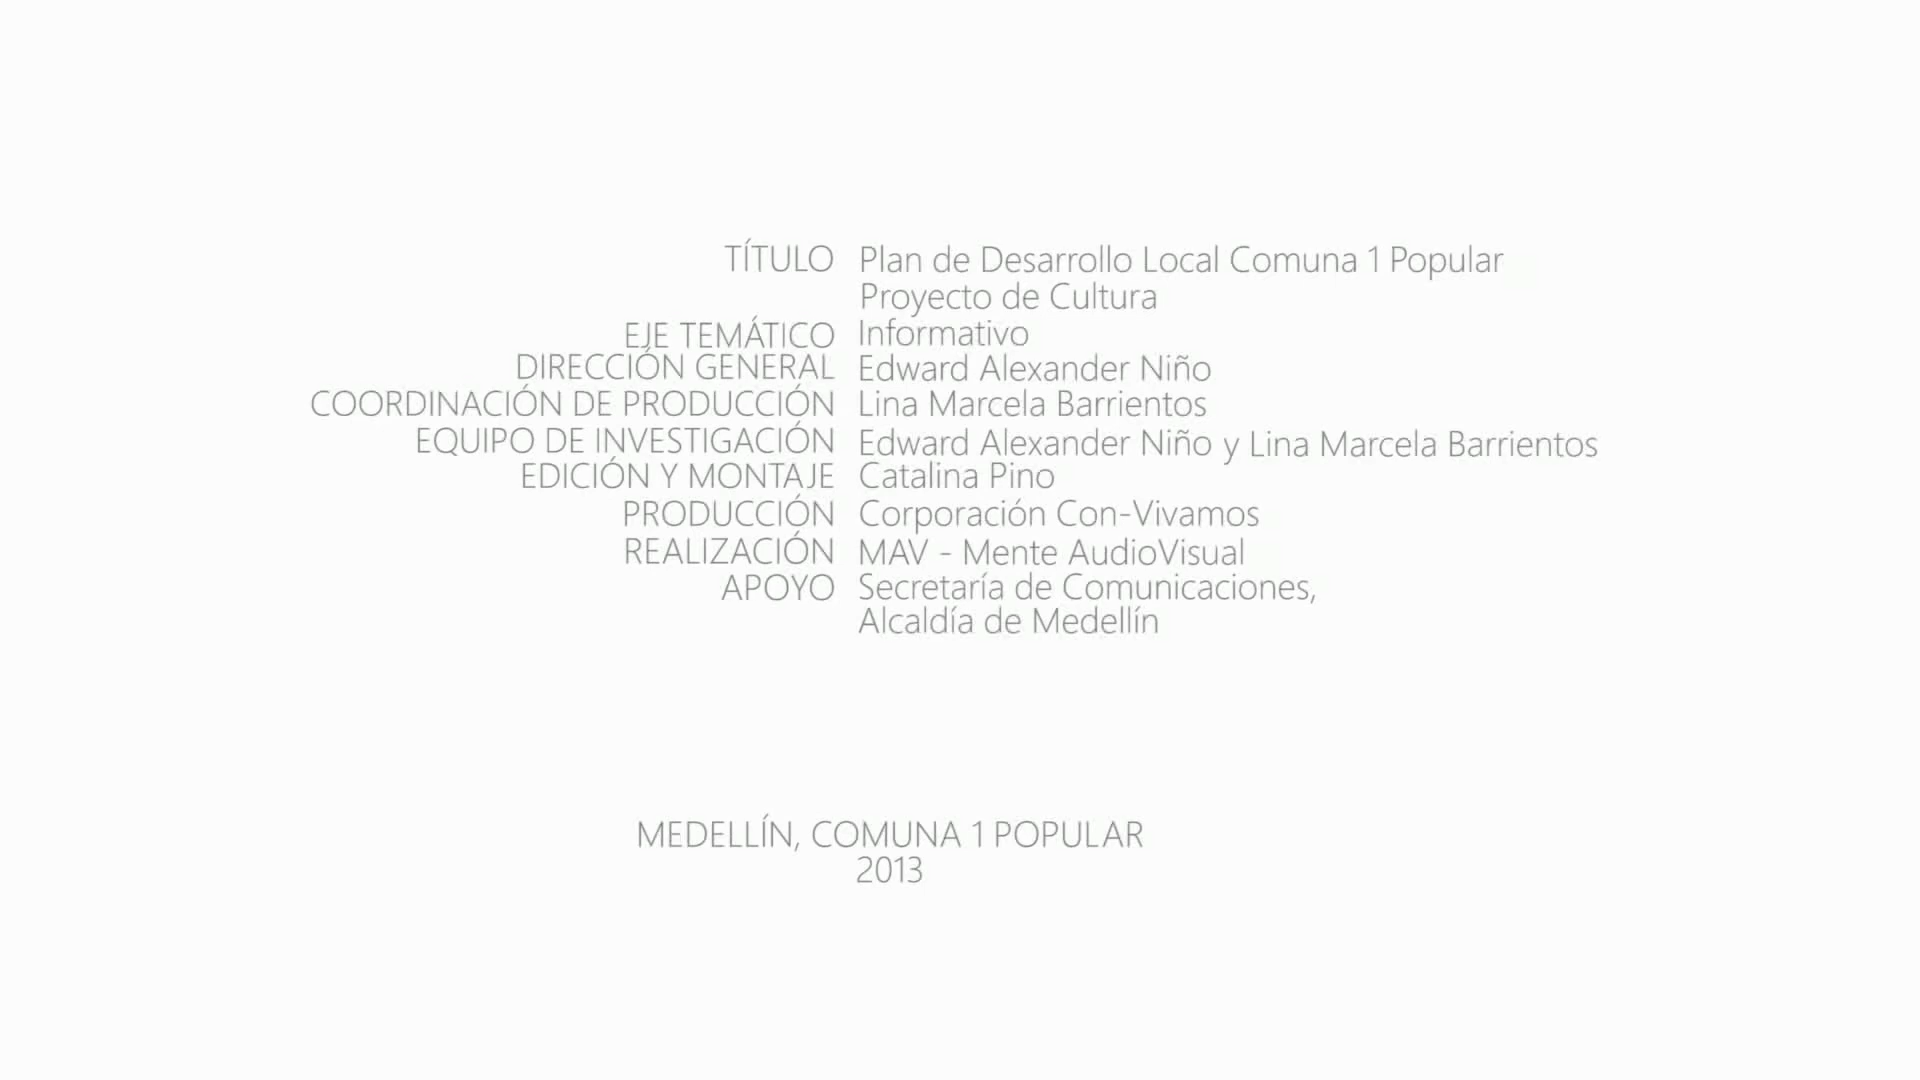 TÍTULO Plan de Desarrollo Local Comuna 1 Popular
Proyecto de Cultura
EJE TEMÁTICO Informativo
DIRECCIÓN GENERAL Edward Alexander Niño
COORDINACIÓN DE PRODUCCIÓN Lina Marcela Barrientos
EQUIPO DE INVESTIGACIÓN Edward Alexander Niño y Lina Marcela Barrientos
EDICIÓN Y MONTAJE Catalina Pino
PRODUCCIÓN Corporación Con-Vivamos
REALIZACIÓN MAV - Mente AudioVisual
APOYO Secretaría de Comunicaciones,
Alcaldía de Medellín
MEDELLÍN, COMUNA 1 POPULAR
2013